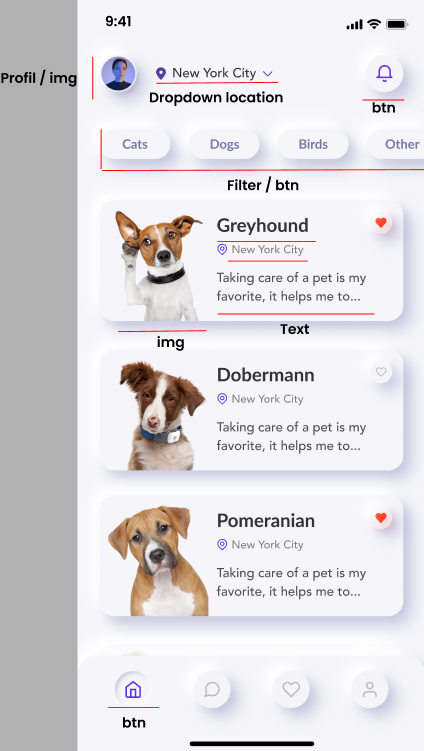 9:41
Profil / img
New York City
Dropdown location
btn
Cats
Dogs
Birds
Other
Filter / btn
Greyhound
New York City
Taking care of a pet is my
favorite, it helps me to...
Text
img
Dobermann
New York City
Taking care of a pet is my
favorite, it helps me to...
Pomeranian
New York City
Taking care of a pet is my
favorite, it helps me to...
btn